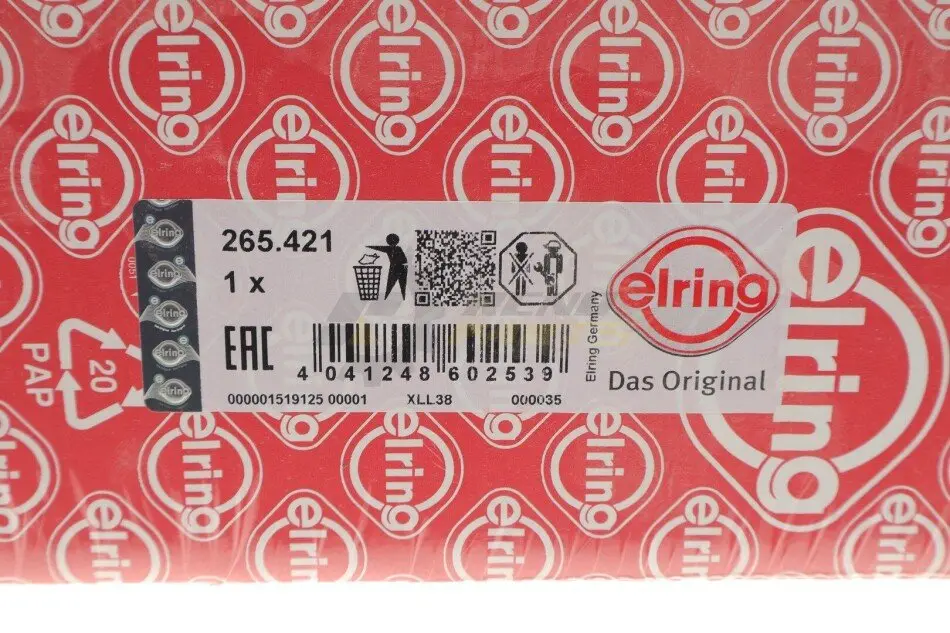 265.421
1 x
EAC
4 041248 602539
000001519125 00001 XLL38 000035
Elring Germany
elring
Das Original
elring
20
PAP